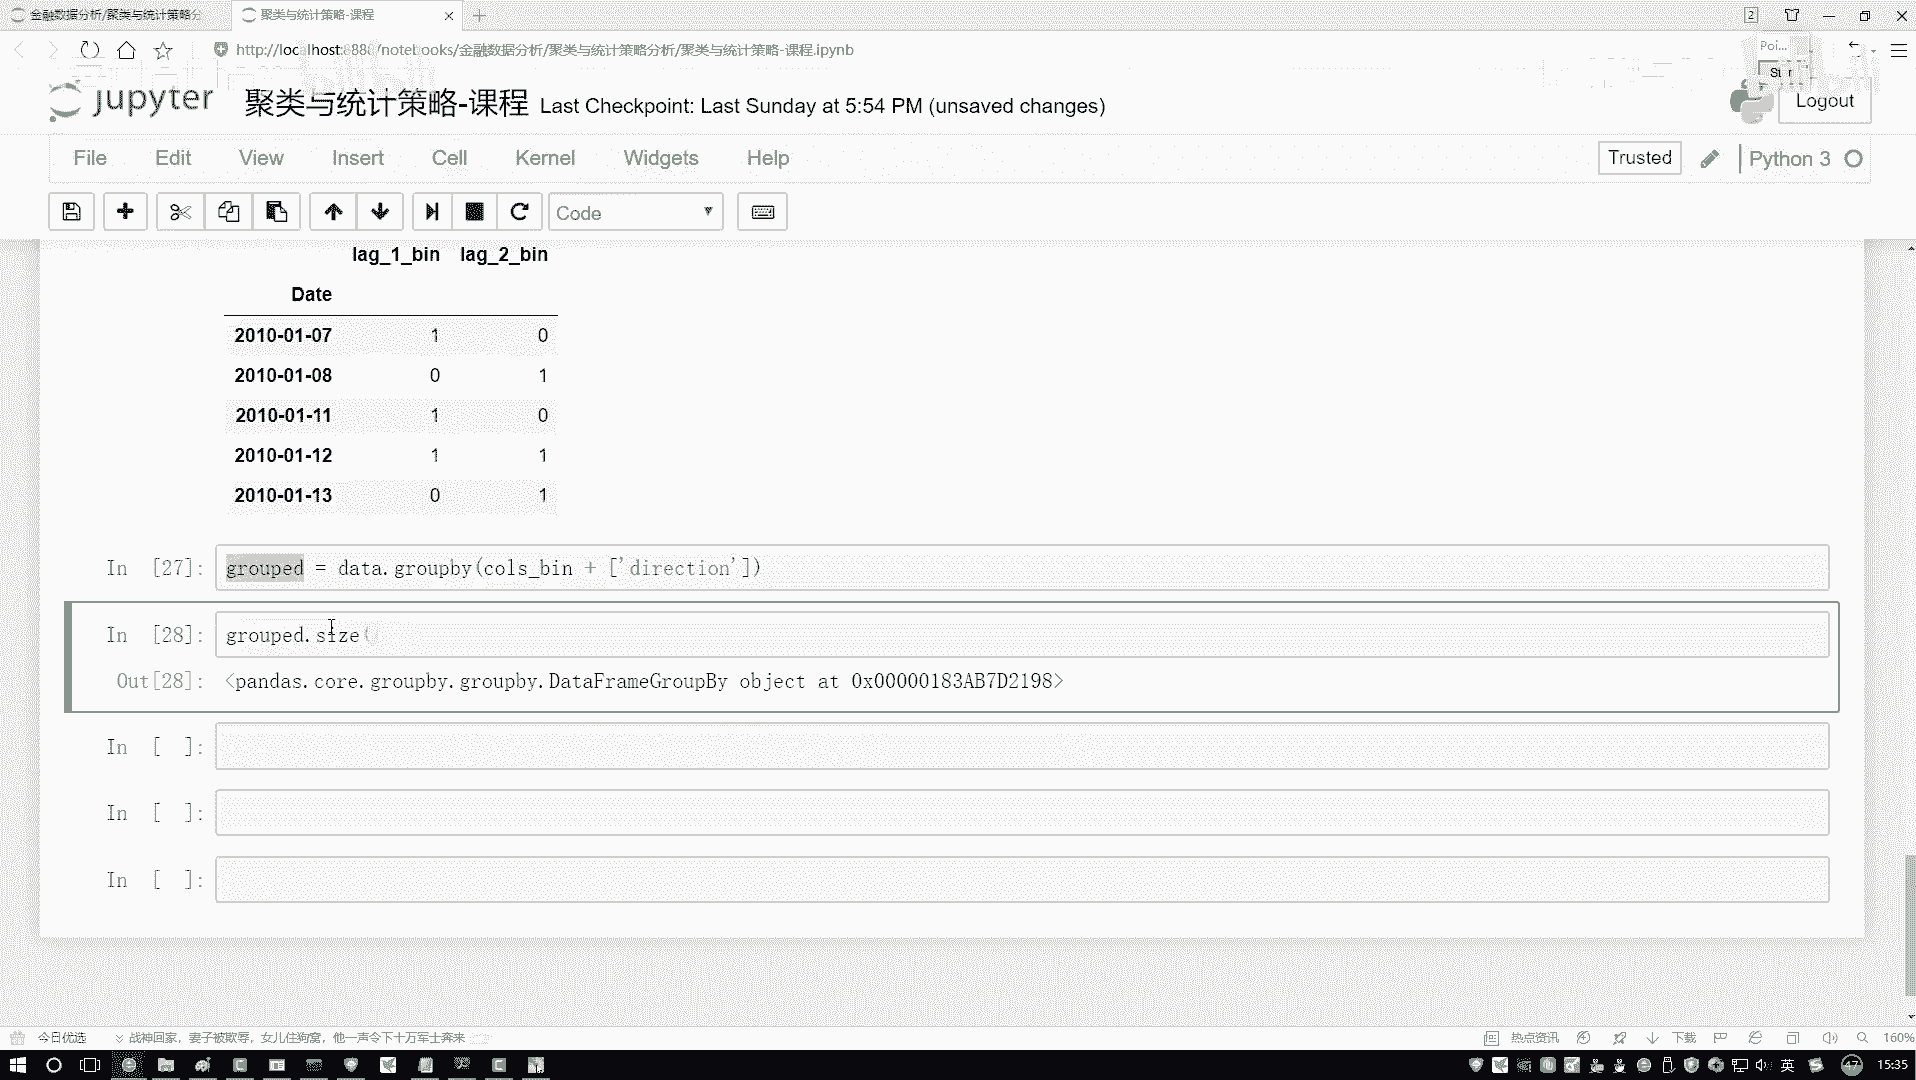 金融数据分析/聚类与统计策略分
聚类与统计策略-课程
2
http://localhost:8888/notebooks/金融数据分析/聚类与统计策略分析/聚类与统计策略-课程.ipynb
Poi...
jupyter
聚类与统计策略-课程 Last Checkpoint: Last Sunday at 5:54 PM (unsaved changes)
Logout
File Edit View Insert Cell Kernel Widgets Help
Trusted
Python 3
Code
lag_1_bin lag_2_bin
Date
2010-01-07 1 0
2010-01-08 0 1
2010-01-11 1 0
2010-01-12 1 1
2010-01-13 0 1
In [27]: grouped = data.groupby(cols_bin + ['direction'])
In [28]: grouped.size(
Out[28]: <pandas.core.groupby.groupby.DataFrameGroupBy object at 0x00000183AB7D2198>
In [ ]:
In [ ]:
In [ ]:
今日优选 战神回家，妻子被欺辱，女儿住狗窝，他一声令下十万军士奔来
热点资讯 下载 160%
英 47 15:35